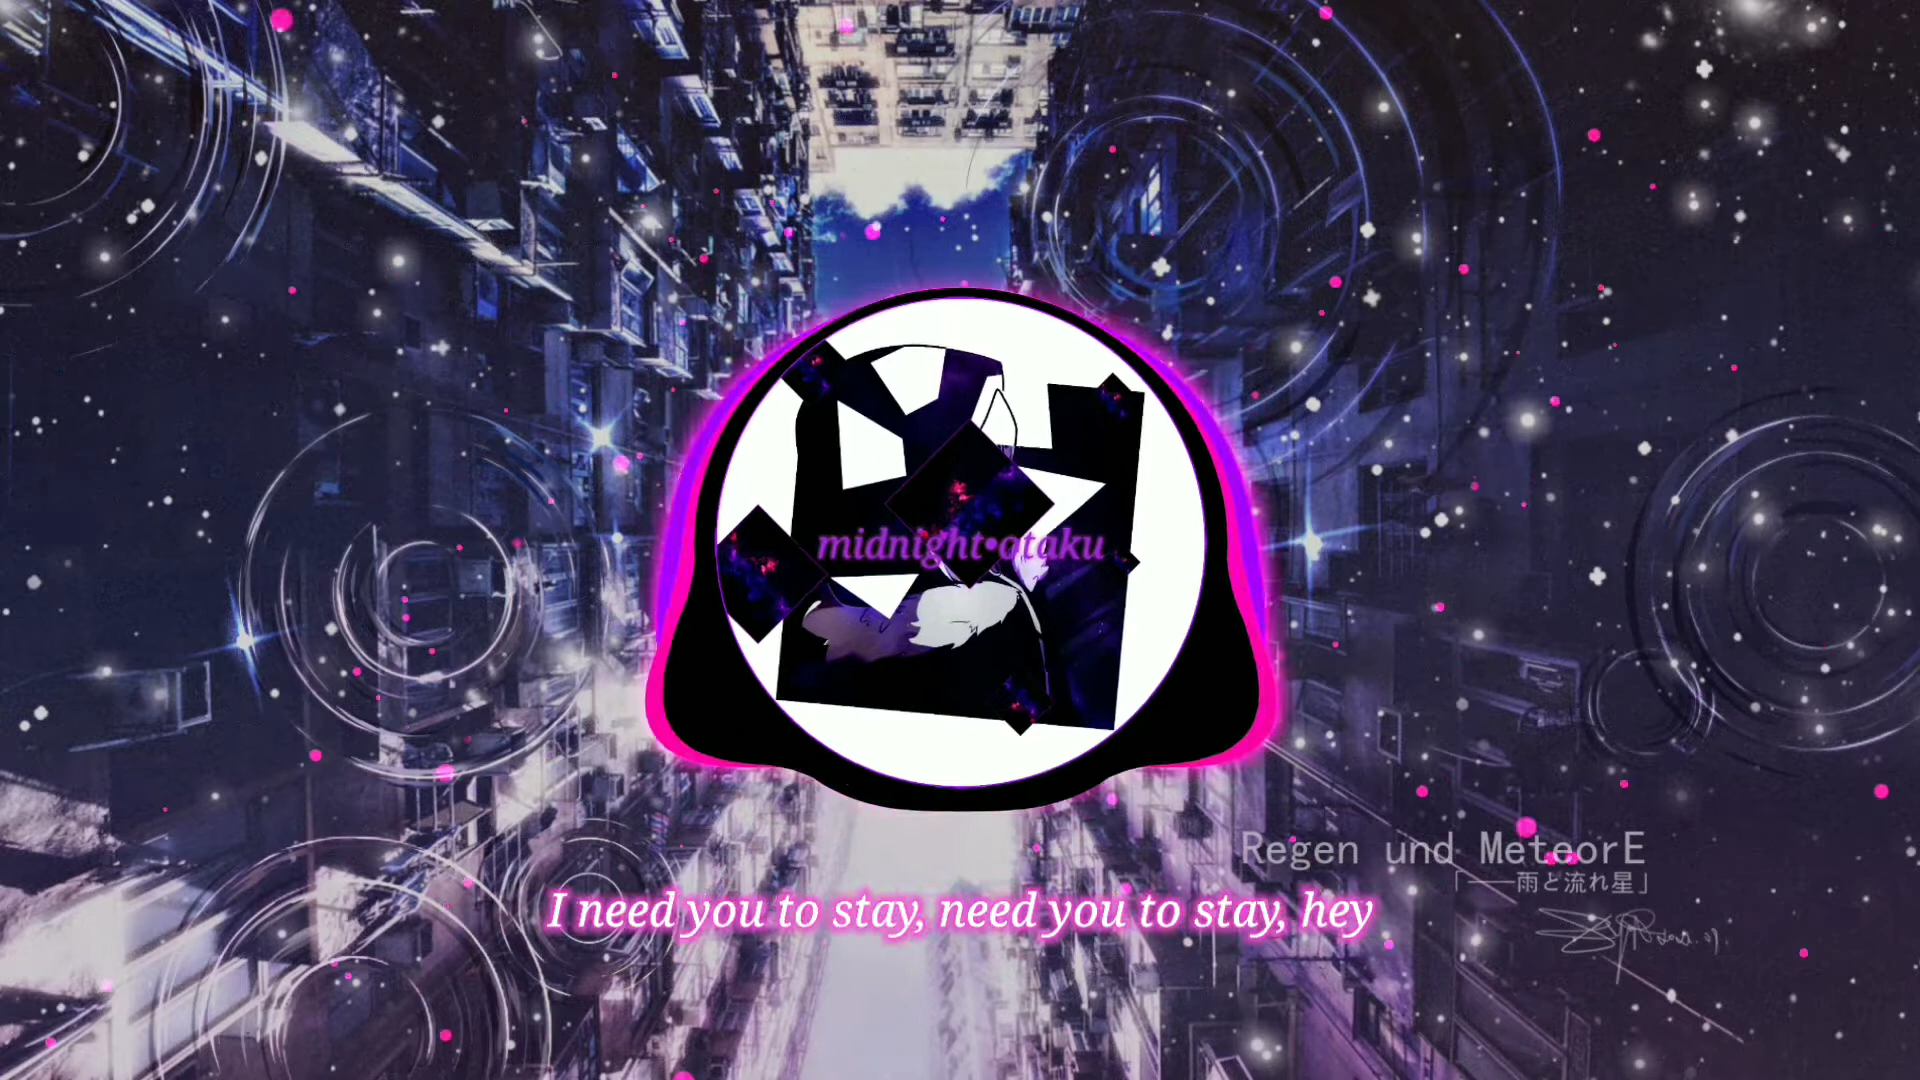 midnight•otaku
Regen und MeteorE
「——雨と流れ星」
I need you to stay, need you to stay, hey